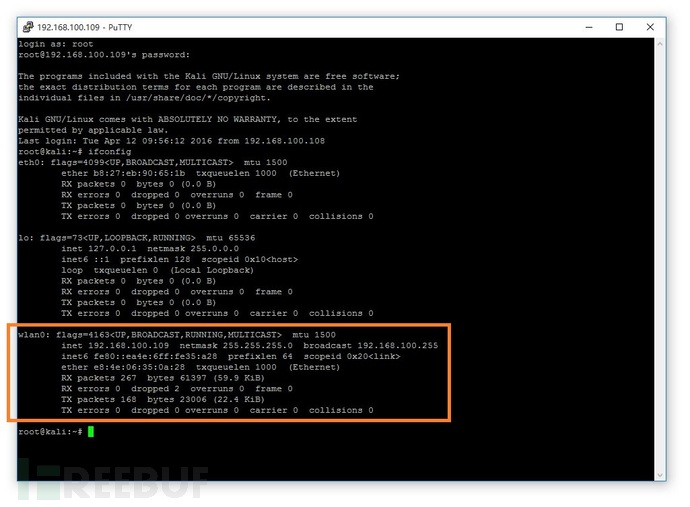 192.168.100.109 - PuTTY
login as: root
root@192.168.100.109's password:
The programs included with the Kali GNU/Linux system are free software;
the exact distribution terms for each program are described in the
individual files in /usr/share/doc/*/copyright.
Kali GNU/Linux comes with ABSOLUTELY NO WARRANTY, to the extent
permitted by applicable law.
Last login: Tue Apr 12 09:56:12 2016 from 192.168.100.108
root@kali:~# ifconfig
eth0: flags=4099<UP,BROADCAST,MULTICAST>  mtu 1500
        ether b8:27:eb:90:65:1b  txqueuelen 1000  (Ethernet)
        RX packets 0  bytes 0 (0.0 B)
        RX errors 0  dropped 0  overruns 0  frame 0
        TX packets 0  bytes 0 (0.0 B)
        TX errors 0  dropped 0 overruns 0  carrier 0  collisions 0
lo: flags=73<UP,LOOPBACK,RUNNING>  mtu 65536
        inet 127.0.0.1  netmask 255.0.0.0
        inet6 ::1  prefixlen 128  scopeid 0x10<host>
        loop  txqueuelen 0  (Local Loopback)
        RX packets 0  bytes 0 (0.0 B)
        RX errors 0  dropped 0  overruns 0  frame 0
        TX packets 0  bytes 0 (0.0 B)
        TX errors 0  dropped 0 overruns 0  carrier 0  collisions 0
wlan0: flags=4163<UP,BROADCAST,RUNNING,MULTICAST>  mtu 1500
        inet 192.168.100.109  netmask 255.255.255.0  broadcast 192.168.100.255
        inet6 fe80::ea4e:6ff:fe35:a28  prefixlen 64  scopeid 0x20<link>
        ether e8:4e:06:35:0a:28  txqueuelen 1000  (Ethernet)
        RX packets 267  bytes 61397 (59.9 KiB)
        RX errors 0  dropped 2  overruns 0  frame 0
        TX packets 168  bytes 23006 (22.4 KiB)
        TX errors 0  dropped 0 overruns 0  carrier 0  collisions 0
root@kali:~#
FREEBUF